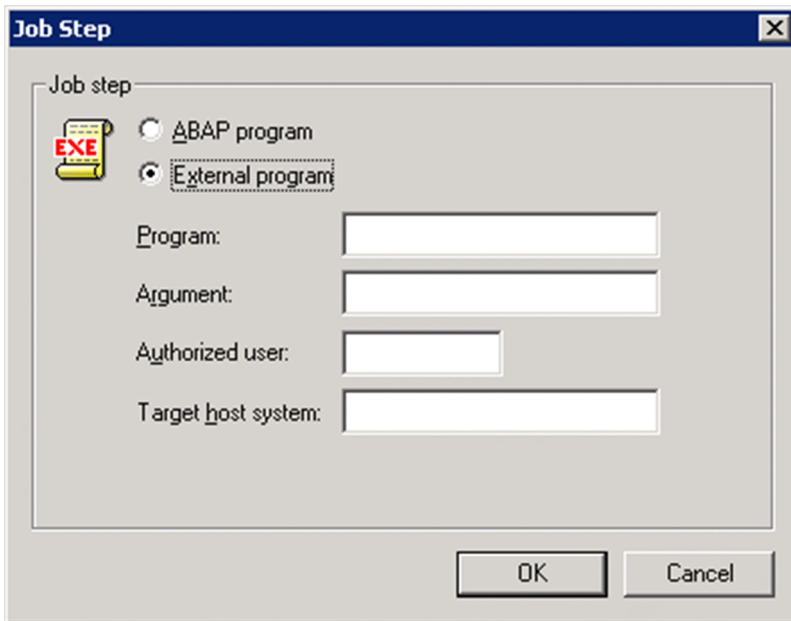 Job Step
Job step
EXE
ABAP program
External program
Program:
Argument:
Authorized user:
Target host system:
OK
Cancel